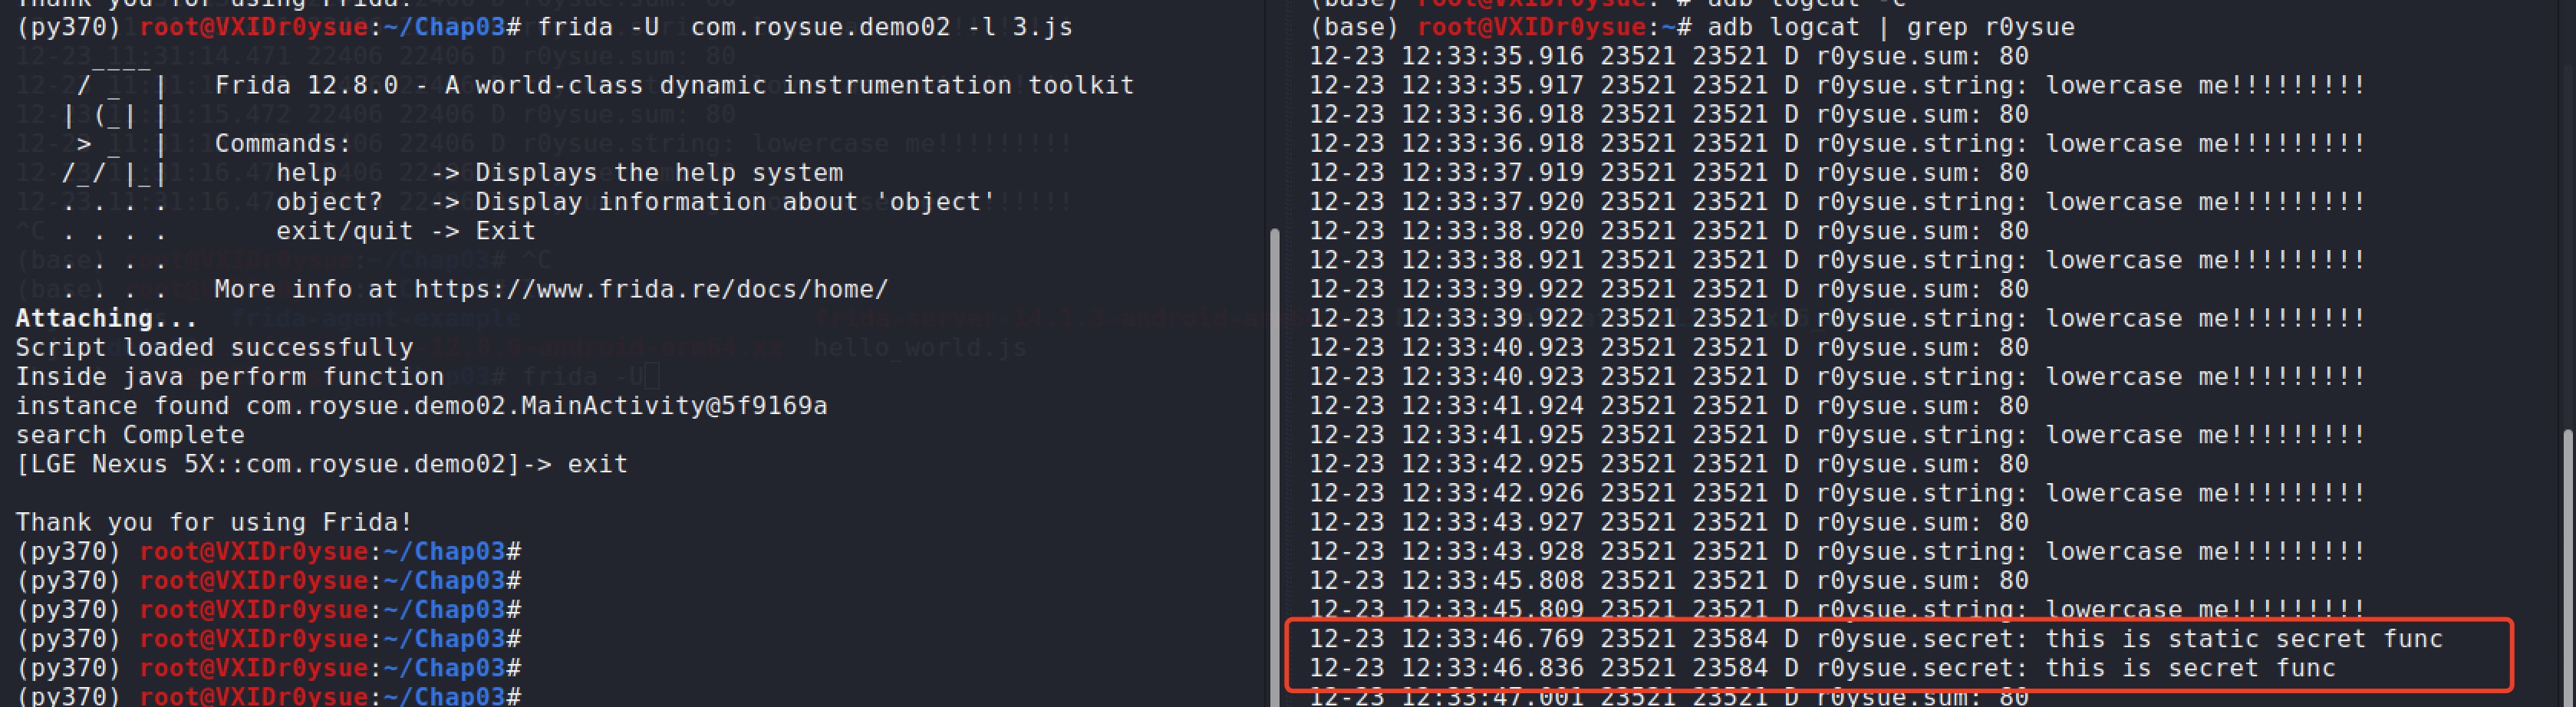 Thank you for using Frida!
(py370) root@VXIDr0ysue:~/Chap03# frida -U  com.roysue.demo02 -l 3.js
     ____
    / _  |   Frida 12.8.0 - A world-class dynamic instrumentation toolkit
   | (_| |
    > _  |   Commands:
   /_/ |_|       help      -> Displays the help system
   . . . .       object?   -> Display information about 'object'
   . . . .       exit/quit -> Exit
   . . . .
   . . . .   More info at https://www.frida.re/docs/home/
Attaching...
Script loaded successfully
Inside java perform function
instance found com.roysue.demo02.MainActivity@5f9169a
search Complete
[LGE Nexus 5X::com.roysue.demo02]-> exit
Thank you for using Frida!
(py370) root@VXIDr0ysue:~/Chap03#
(py370) root@VXIDr0ysue:~/Chap03#
(py370) root@VXIDr0ysue:~/Chap03#
(py370) root@VXIDr0ysue:~/Chap03#
(py370) root@VXIDr0ysue:~/Chap03#
(py370) root@VXIDr0ysue:~/Chap03#
(base) root@VXIDr0ysue:~# adb logcat -c
(base) root@VXIDr0ysue:~# adb logcat | grep r0ysue
12-23 12:33:35.916 23521 23521 D r0ysue.sum: 80
12-23 12:33:35.917 23521 23521 D r0ysue.string: lowercase me!!!!!!!!!
12-23 12:33:36.918 23521 23521 D r0ysue.sum: 80
12-23 12:33:36.918 23521 23521 D r0ysue.string: lowercase me!!!!!!!!!
12-23 12:33:37.919 23521 23521 D r0ysue.sum: 80
12-23 12:33:37.920 23521 23521 D r0ysue.string: lowercase me!!!!!!!!!
12-23 12:33:38.920 23521 23521 D r0ysue.sum: 80
12-23 12:33:38.921 23521 23521 D r0ysue.string: lowercase me!!!!!!!!!
12-23 12:33:39.922 23521 23521 D r0ysue.sum: 80
12-23 12:33:39.922 23521 23521 D r0ysue.string: lowercase me!!!!!!!!!
12-23 12:33:40.923 23521 23521 D r0ysue.sum: 80
12-23 12:33:40.923 23521 23521 D r0ysue.string: lowercase me!!!!!!!!!
12-23 12:33:41.924 23521 23521 D r0ysue.sum: 80
12-23 12:33:41.925 23521 23521 D r0ysue.string: lowercase me!!!!!!!!!
12-23 12:33:42.925 23521 23521 D r0ysue.sum: 80
12-23 12:33:42.926 23521 23521 D r0ysue.string: lowercase me!!!!!!!!!
12-23 12:33:43.927 23521 23521 D r0ysue.sum: 80
12-23 12:33:43.928 23521 23521 D r0ysue.string: lowercase me!!!!!!!!!
12-23 12:33:45.808 23521 23521 D r0ysue.sum: 80
12-23 12:33:45.809 23521 23521 D r0ysue.string: lowercase me!!!!!!!!!
12-23 12:33:46.769 23521 23584 D r0ysue.secret: this is static secret func
12-23 12:33:46.836 23521 23584 D r0ysue.secret: this is secret func
12-23 12:33:47.001 23521 23521 D r0ysue.sum: 80